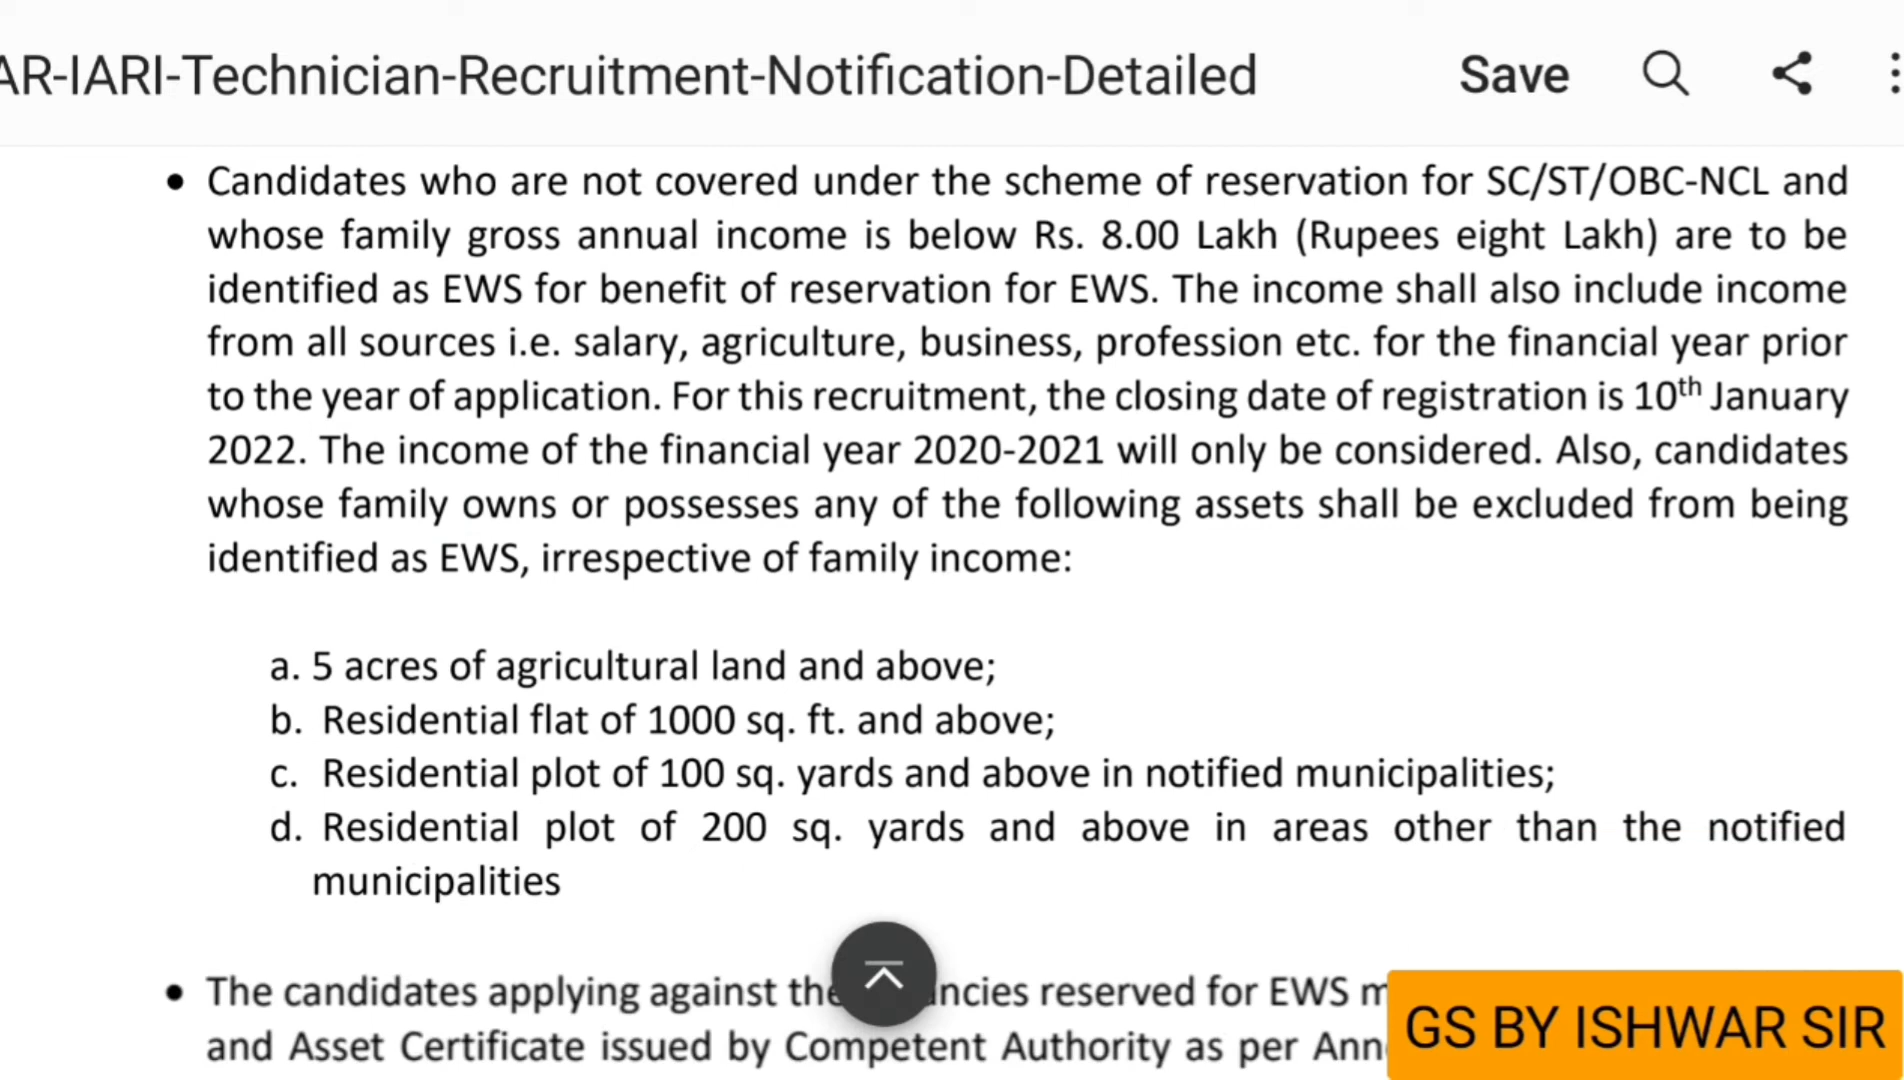 AR-IARI-Technician-Recruitment-Notification-Detailed Save
• Candidates who are not covered under the scheme of reservation for SC/ST/OBC-NCL and
whose family gross annual income is below Rs. 8.00 Lakh (Rupees eight Lakh) are to be
identified as EWS for benefit of reservation for EWS. The income shall also include income
from all sources i.e. salary, agriculture, business, profession etc. for the financial year prior
to the year of application. For this recruitment, the closing date of registration is 10th January
2022. The income of the financial year 2020-2021 will only be considered. Also, candidates
whose family owns or possesses any of the following assets shall be excluded from being
identified as EWS, irrespective of family income:
a. 5 acres of agricultural land and above;
b. Residential flat of 1000 sq. ft. and above;
c. Residential plot of 100 sq. yards and above in notified municipalities;
d. Residential plot of 200 sq. yards and above in areas other than the notified
municipalities
• The candidates applying against the ncies reserved for EWS
and Asset Certificate issued by Competent Authority as per
GS BY ISHWAR SIR